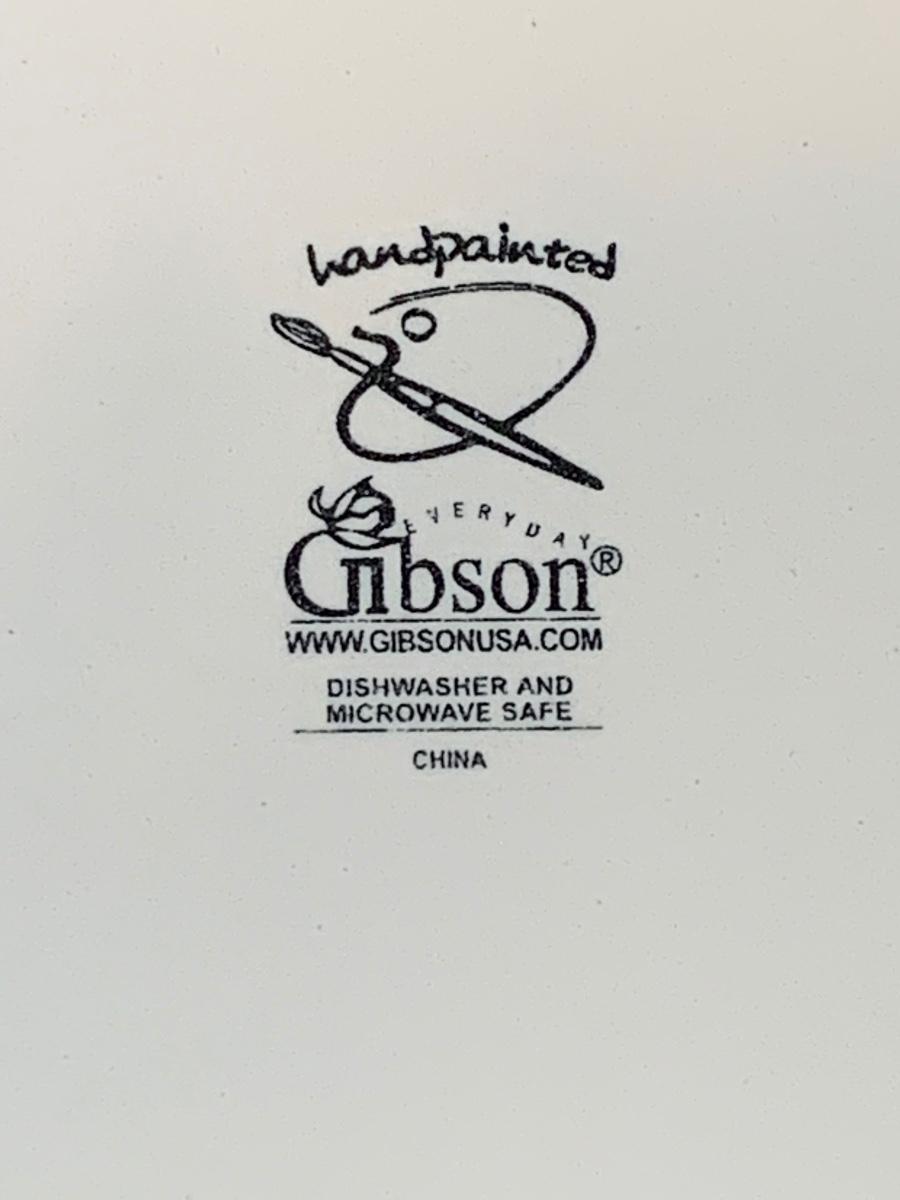 handpainted
EVERYDAY
Gibson®
WWW.GIBSONUSA.COM
DISHWASHER AND
MICROWAVE SAFE
CHINA